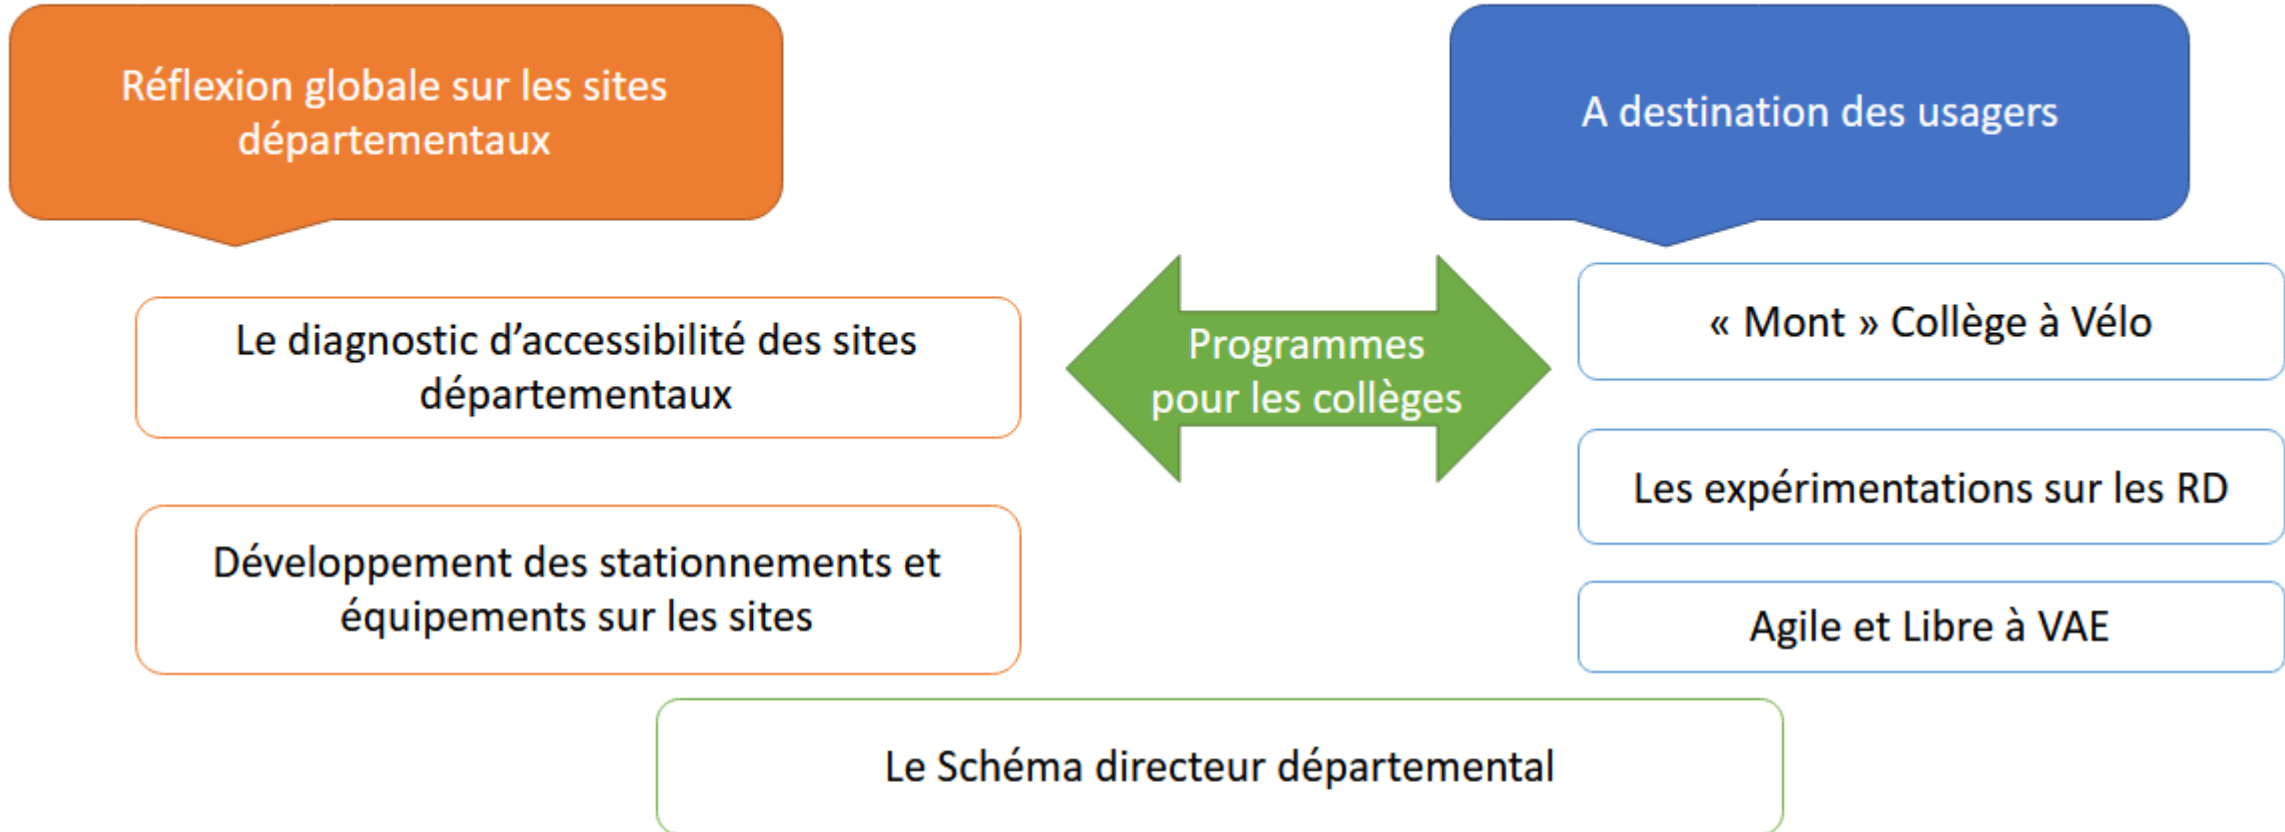 Réflexion globale sur les sites
départementaux
A destination des usagers
Le diagnostic d’accessibilité des sites
départementaux
Développement des stationnements et
équipements sur les sites
Programmes
pour les collèges
« Mont » Collège à Vélo
Les expérimentations sur les RD
Agile et Libre à VAE
Le Schéma directeur départemental